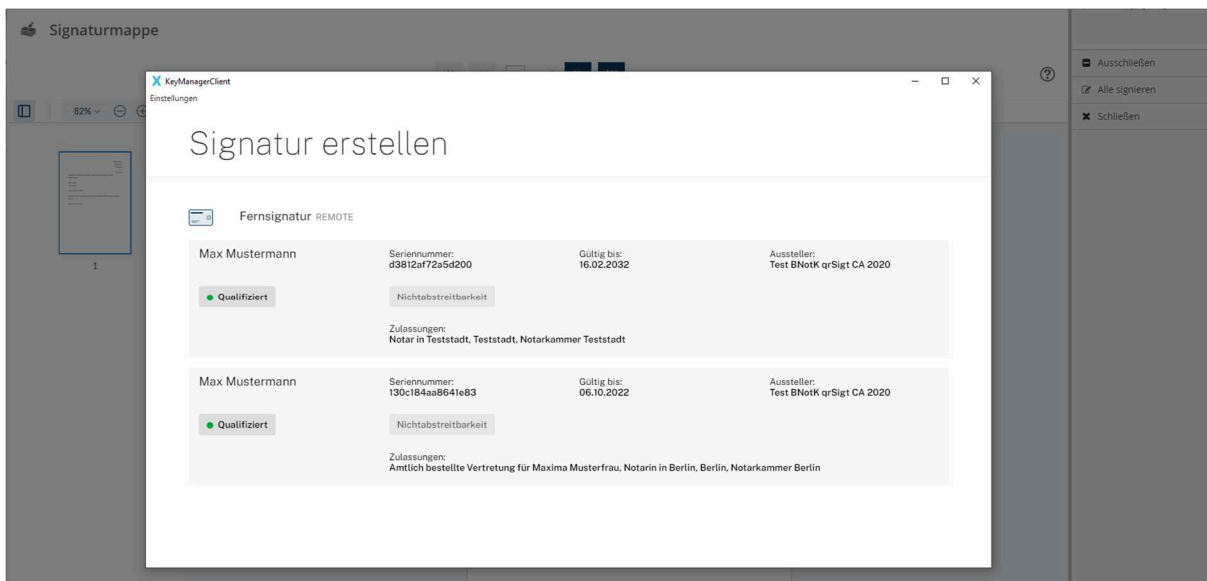 Signaturmappe
KeyManagerClient
Einstellungen
82%
Signatur erstellen
Fernsignatur REMOTE
Max Mustermann
Seriennummer:
d3812af72a5d200
Gültig bis:
16.02.2032
Aussteller:
Test BNotK qrSigt CA 2020
Qualifiziert
Nichtabstreitbarkeit
Zulassungen:
Notar in Teststadt, Teststadt, Notarkammer Teststadt
Max Mustermann
Seriennummer:
130c184aa8641e83
Gültig bis:
06.10.2022
Aussteller:
Test BNotK qrSigt CA 2020
Qualifiziert
Nichtabstreitbarkeit
Zulassungen:
Amtlich bestellte Vertretung für Maxima Musterfrau, Notarin in Berlin, Berlin, Notarkammer Berlin
1
Ausschließen
Alle signieren
Schließen